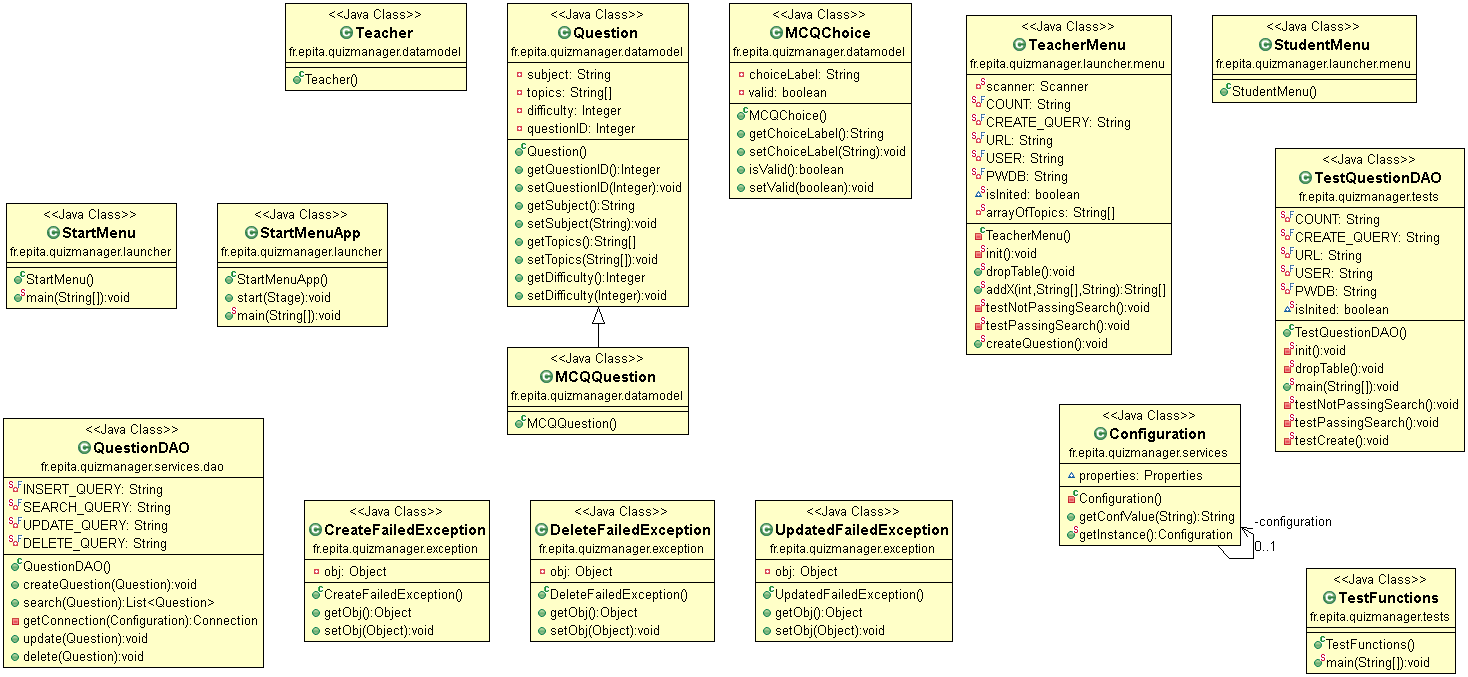 <<Java Class>>
Teacher
fr.epita.quizmanager.datamodel
Teacher()
<<Java Class>>
Question
fr.epita.quizmanager.datamodel
subject: String
topics: String[]
difficulty: Integer
questionID: Integer
Question()
getQuestionID():Integer
setQuestionID(Integer):void
getSubject():String
setSubject(String):void
getTopics():String[]
setTopics(String[]):void
getDifficulty():Integer
setDifficulty(Integer):void
<<Java Class>>
MCQChoice
fr.epita.quizmanager.datamodel
choiceLabel: String
valid: boolean
MCQChoice()
getChoiceLabel():String
setChoiceLabel(String):void
isValid():boolean
setValid(boolean):void
<<Java Class>>
TeacherMenu
fr.epita.quizmanager.launcher.menu
scanner: Scanner
COUNT: String
CREATE_QUERY: String
URL: String
USER: String
PWDB: String
isInited: boolean
arrayOfTopics: String[]
TeacherMenu()
init():void
dropTable():void
addX(int,String[],String):String[]
testNotPassingSearch():void
testPassingSearch():void
createQuestion():void
<<Java Class>>
StudentMenu
fr.epita.quizmanager.launcher.menu
StudentMenu()
<<Java Class>>
TestQuestionDAO
fr.epita.quizmanager.tests
COUNT: String
CREATE_QUERY: String
URL: String
USER: String
PWDB: String
isInited: boolean
TestQuestionDAO()
init():void
dropTable():void
main(String[]):void
testNotPassingSearch():void
testPassingSearch():void
testCreate():void
<<Java Class>>
StartMenu
fr.epita.quizmanager.launcher
StartMenu()
main(String[]):void
<<Java Class>>
StartMenuApp
fr.epita.quizmanager.launcher
StartMenuApp()
start(Stage):void
main(String[]):void
<<Java Class>>
MCQQuestion
fr.epita.quizmanager.datamodel
MCQQuestion()
<<Java Class>>
QuestionDAO
fr.epita.quizmanager.services.dao
INSERT_QUERY: String
SEARCH_QUERY: String
UPDATE_QUERY: String
DELETE_QUERY: String
QuestionDAO()
createQuestion(Question):void
search(Question):List<Question>
getConnection(Configuration):Connection
update(Question):void
delete(Question):void
<<Java Class>>
CreateFailedException
fr.epita.quizmanager.exception
obj: Object
CreateFailedException()
getObj():Object
setObj(Object):void
<<Java Class>>
DeleteFailedException
fr.epita.quizmanager.exception
obj: Object
DeleteFailedException()
getObj():Object
setObj(Object):void
<<Java Class>>
UpdatedFailedException
fr.epita.quizmanager.exception
obj: Object
UpdatedFailedException()
getObj():Object
setObj(Object):void
<<Java Class>>
Configuration
fr.epita.quizmanager.services
properties: Properties
Configuration()
getConfValue(String):String
getInstance():Configuration
-configuration
0..1
<<Java Class>>
TestFunctions
fr.epita.quizmanager.tests
TestFunctions()
main(String[]):void